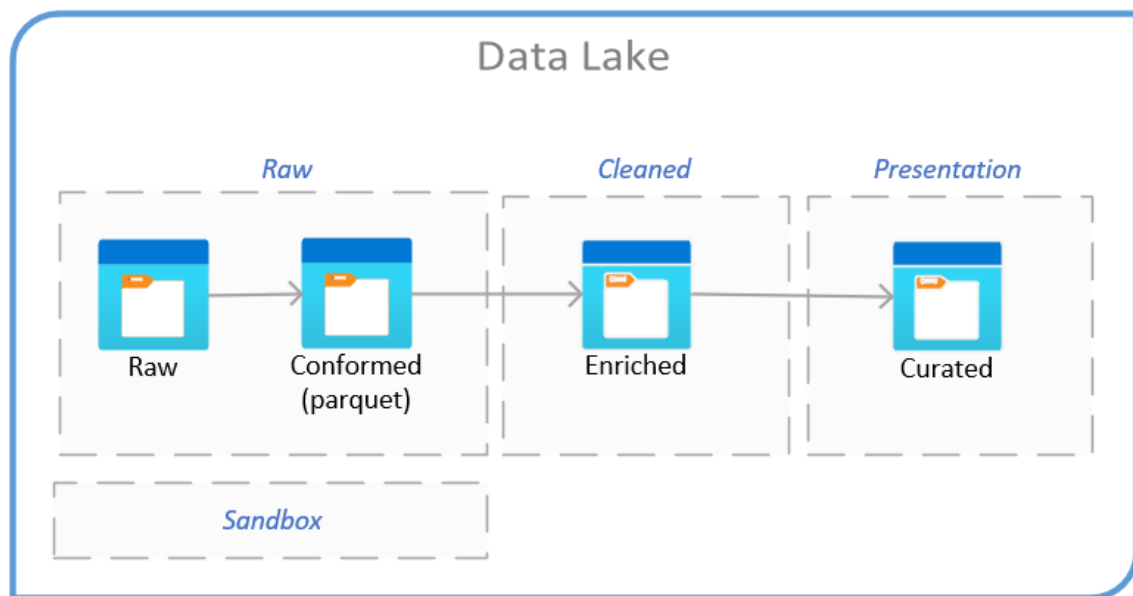 Data Lake
Raw
Cleaned
Presentation
Raw
Conformed
(parquet)
Enriched
Curated
Sandbox